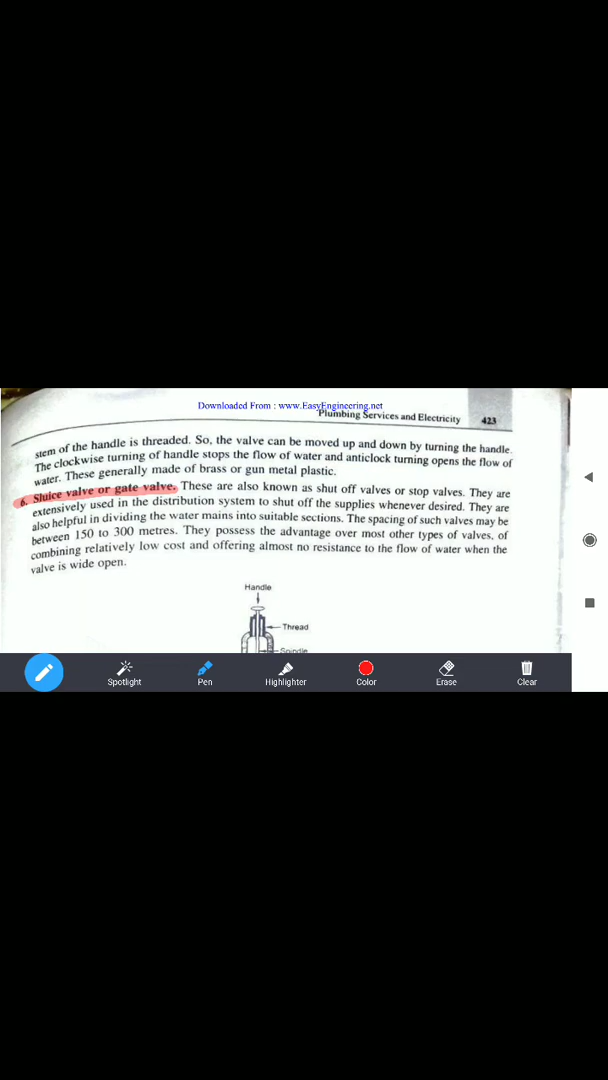 Downloaded From : www.EasyEngineering.net
Plumbing Services and Electricity 423
stem of the handle is threaded. So, the valve can be moved up and down by turning the handle.
The clockwise turning of handle stops the flow of water and anticlock turning opens the flow of
water. These generally made of brass or gun metal plastic.
6. Sluice valve or gate valve. These are also known as shut off valves or stop valves. They are
extensively used in the distribution system to shut off the supplies whenever desired. They are
also helpful in dividing the water mains into suitable sections. The spacing of such valves may be
between 150 to 300 metres. They possess the advantage over most other types of valves, of
combining relatively low cost and offering almost no resistance to the flow of water when the
valve is wide open.
Handle
Thread
Spindle
Spotlight Pen Highlighter Color Erase Clear